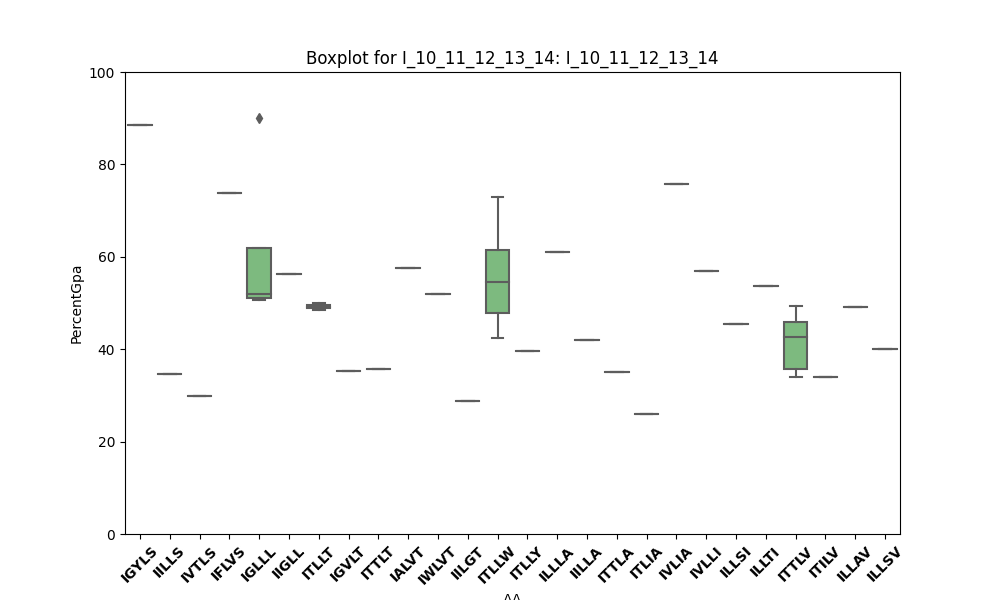 Boxplot for I_10_11_12_13_14: I_10_11_12_13_14
100
80
60
40
20
0
PercentGpa
IGYLS
IILLS
IVTLS
IFLVS
IGLLL
IIGLL
ITLLT
IGVLT
ITTLT
IALVT
IWLVT
IILGT
ITLLW
ITLLY
ILLLA
IILLA
ITTLA
ITLIA
IVLIA
IVLLI
ILLSI
ILLTI
ITTLV
ITILV
ILLAV
ILLSV
AA